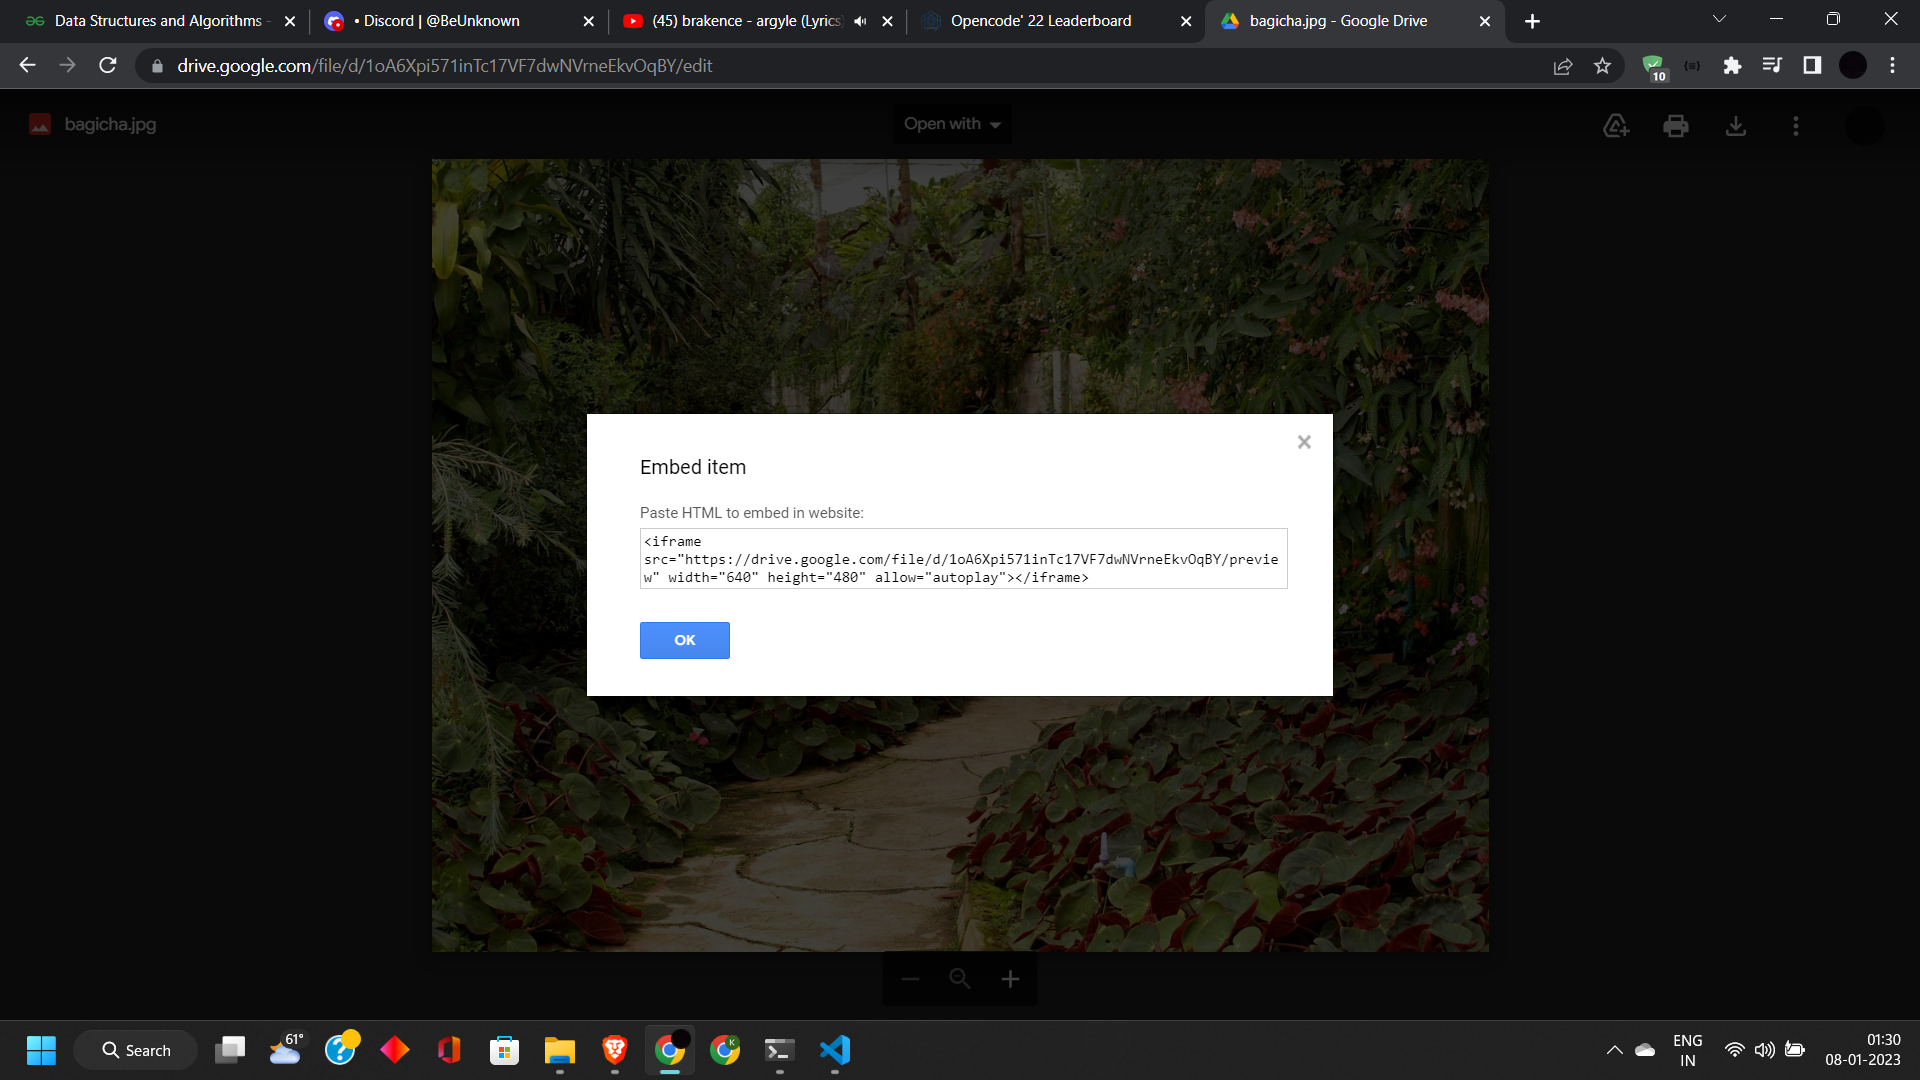 Data Structures and Algorithms -
• Discord | @BeUnknown
(45) brakence - argyle (Lyrics)
Opencode' 22 Leaderboard
bagicha.jpg - Google Drive
drive.google.com/file/d/1oA6Xpi571inTc17VF7dwNVrneEkvOqBY/edit
10
bagicha.jpg
Open with
Embed item
Paste HTML to embed in website:
<iframe
src="https://drive.google.com/file/d/1oA6Xpi571inTc17VF7dwNVrneEkvOqBY/previe
w" width="640" height="480" allow="autoplay"></iframe>
OK
Search
61°
K
ENG
IN
01:30
08-01-2023